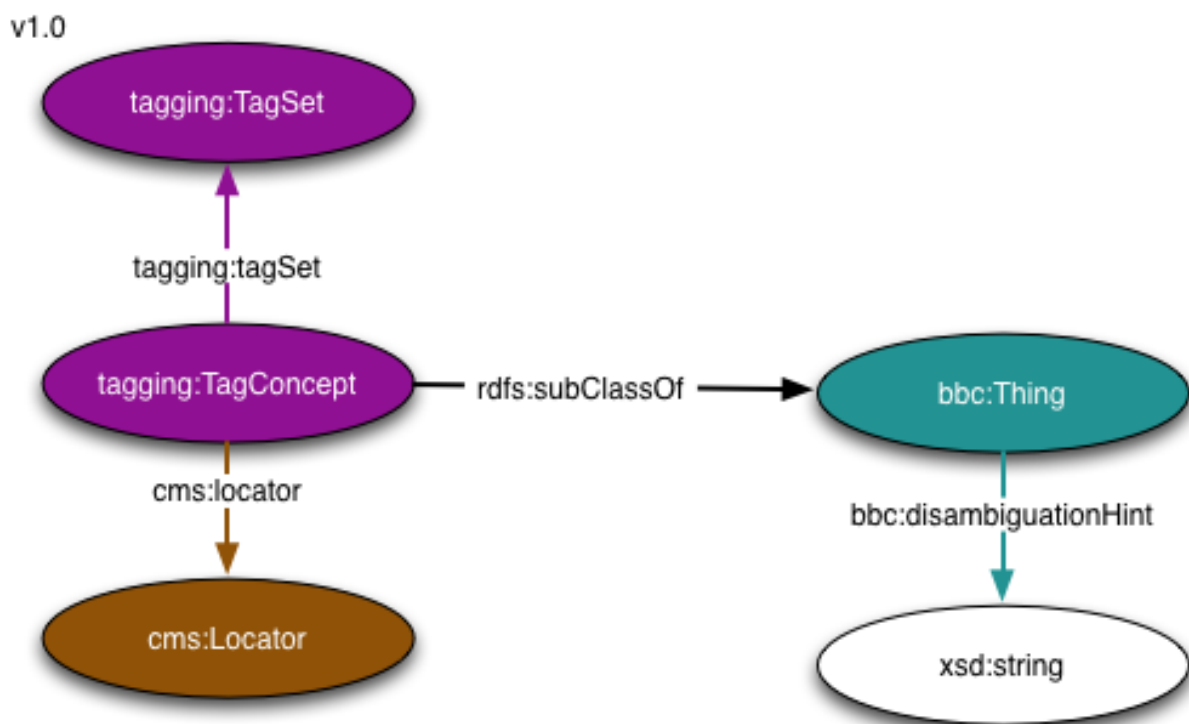 v1.0
tagging:TagSet
tagging:tagSet
tagging:TagConcept
rdfs:subClassOf
bbc:Thing
cms:locator
bbc:disambiguationHint
cms:Locator
xsd:string